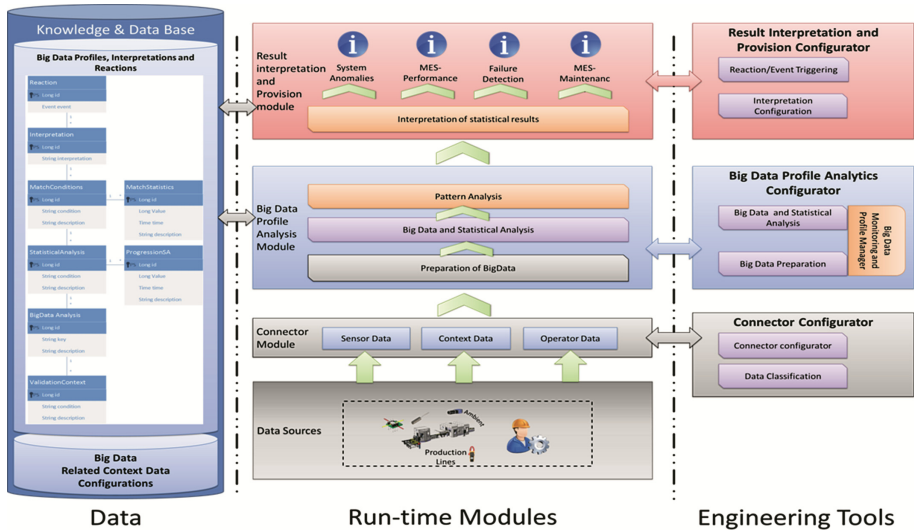 Knowledge & Data Base
Big Data Profiles, Interpretations and
Reactions
Reaction
Long id
Event event
Interpretation
Long id
String interpretation
MatchConditions
Long id
String condition
String description
MatchStatistics
Long id
Long Value
Time time
String description
StatisticalAnalysis
Long id
String condition
String description
ProgressionSA
Long id
Long Value
Time time
String description
BigData Analysis
Long id
String key
String description
ValidationContext
Long id
String condition
String description
Big Data
Related Context Data
Configurations
Data
Result
interpretation
and
Provision
module
System
Anomalies
MES-
Performance
Failure
Detection
MES-
Maintenanc
Interpretation of statistical results
Big Data
Profile
Analysis
Module
Pattern Analysis
Big Data and Statistical Analysis
Preparation of BigData
Connector
Module
Sensor Data
Context Data
Operator Data
Data Sources
Ambient
Production
Lines
Run-time Modules
Result Interpretation and
Provision Configurator
Reaction/Event Triggering
Interpretation
Configuration
Big Data Profile Analytics
Configurator
Big Data and Statistical
Analysis
Big Data Preparation
Big Data
Monitoring and
Profile Manager
Connector Configurator
Connector configurator
Data Classification
Engineering Tools